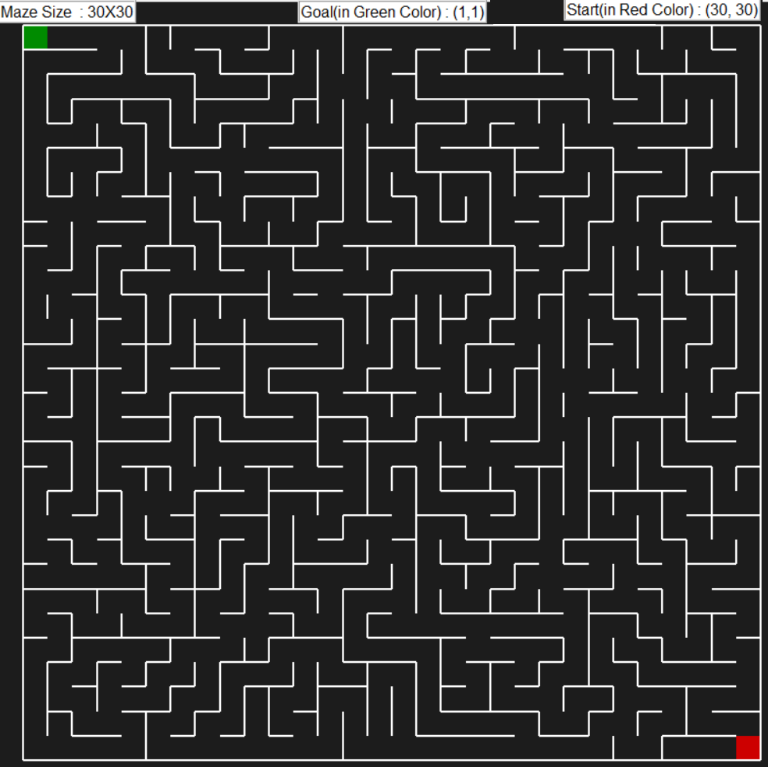 Maze Size : 30X30
Goal(in Green Color) : (1,1)
Start(in Red Color) : (30, 30)